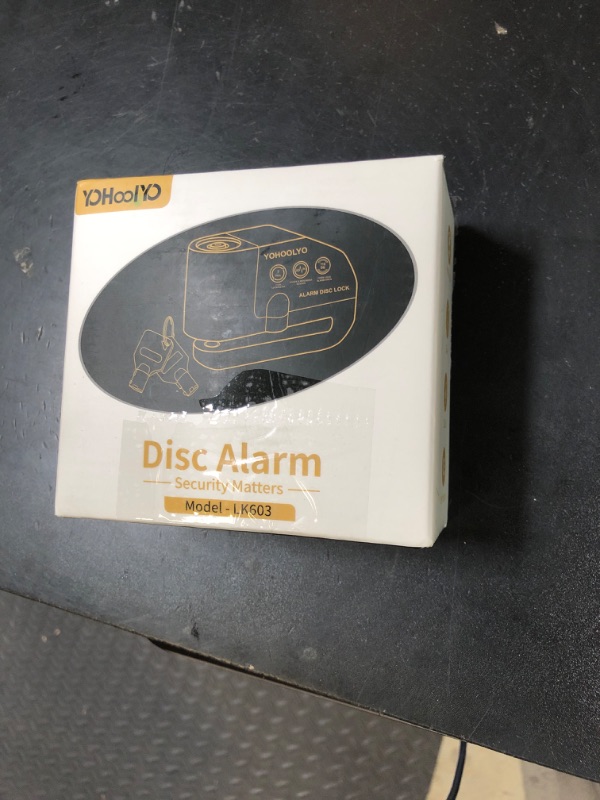 YOHoolYO
YOHOOLYO
ALARM DISC LOCK
Disc Alarm
Security Matters
Model - LK603